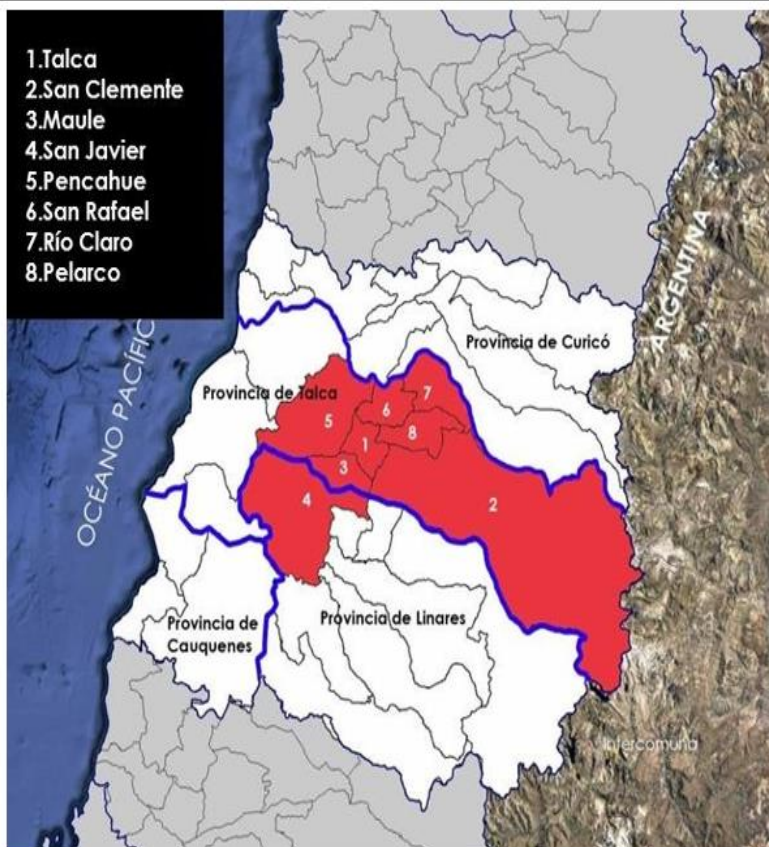 1.Talca
2.San Clemente
3.Maule
4.San Javier
5.Pencahue
6.San Rafael
7.Río Claro
8.Pelarco
ARGENTINA
OCÉANO PACÍFIC
Provincia de Curicó
Provincia de Talca
7
6
5
8
1
3
4
2
Provincia de
Cauquenes
Provincia de Linares
Intercomuna